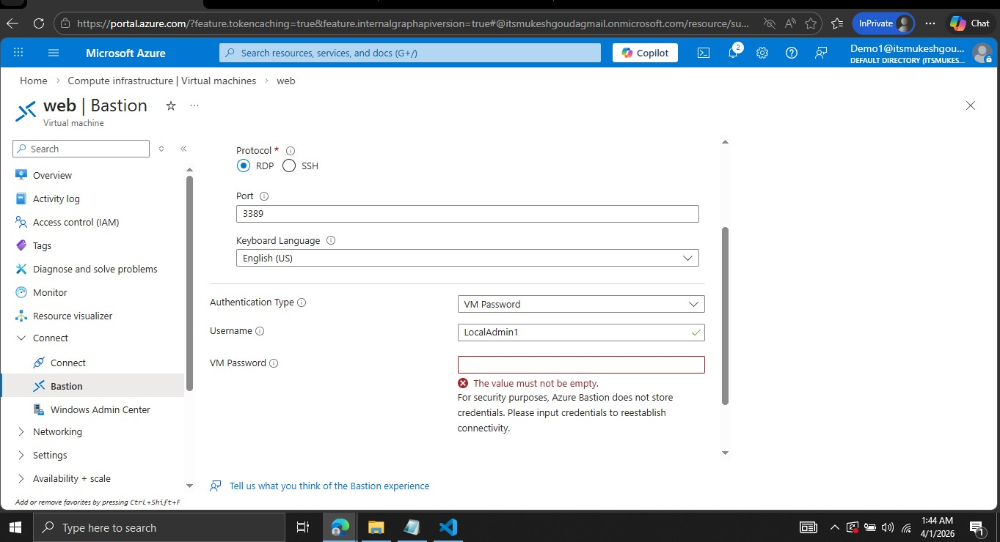 https://portal.azure.com/?feature.tokencaching=true&feature.internalgraphapiversion=true#@itsmukeshgoudagmail.onmicrosoft.com/resource/su...
InPrivate
Chat
Microsoft Azure
Search resources, services, and docs (G+/)
Copilot
2
Demo1@itsmukeshgou...
DEFAULT DIRECTORY (ITSMUKES...
Home > Compute infrastructure | Virtual machines > web
web | Bastion
Virtual machine
Search
Overview
Activity log
Access control (IAM)
Tags
Diagnose and solve problems
Monitor
Resource visualizer
Connect
Connect
Bastion
Windows Admin Center
Networking
Settings
Availability + scale
Add or remove favorites by pressing Ctrl+Shift+F
Protocol *
RDP SSH
Port
3389
Keyboard Language
English (US)
Authentication Type
VM Password
Username
LocalAdmin1
VM Password
The value must not be empty.
For security purposes, Azure Bastion does not store
credentials. Please input credentials to reestablish
connectivity.
Tell us what you think of the Bastion experience
Type here to search
1:44 AM
4/1/2026
1